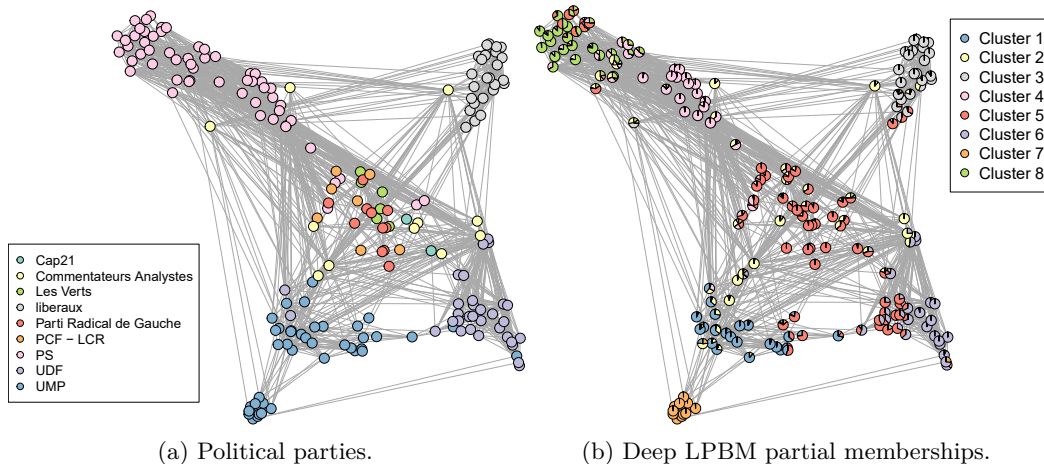 Cap21
Commentateurs Analystes
Les Verts
liberaux
Parti Radical de Gauche
PCF − LCR
PS
UDF
UMP
(a) Political parties.
Cluster 1
Cluster 2
Cluster 3
Cluster 4
Cluster 5
Cluster 6
Cluster 7
Cluster 8
(b) Deep LPBM partial memberships.